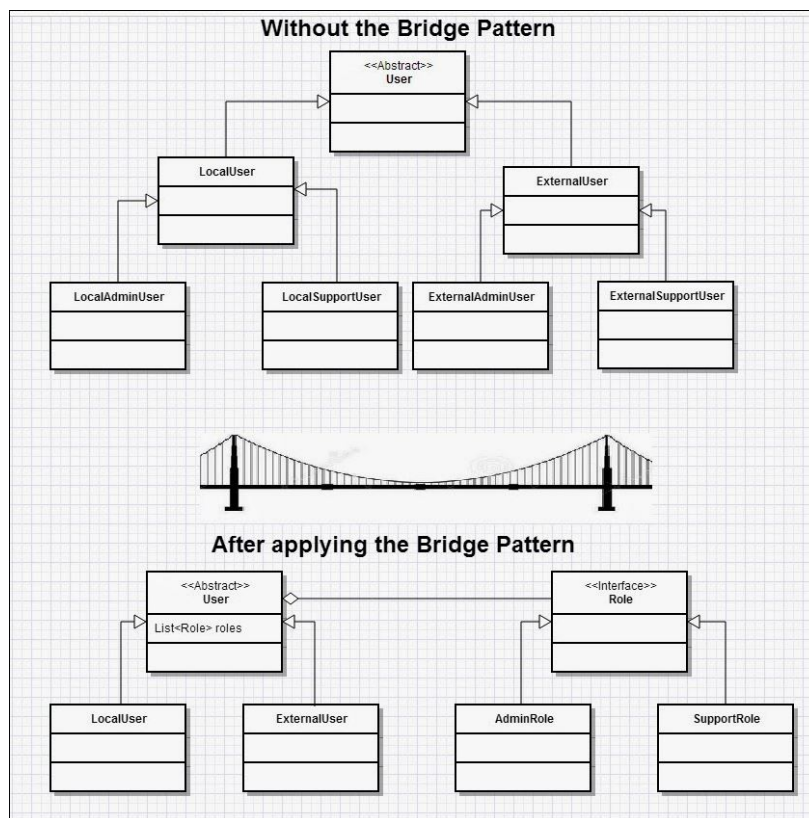 Without the Bridge Pattern
<<Abstract>>
User
LocalUser
ExternalUser
LocalAdminUser
LocalSupportUser
ExternalAdminUser
ExternalSupportUser
After applying the Bridge Pattern
<<Abstract>>
User
List<Role> roles
<<Interface>>
Role
LocalUser
ExternalUser
AdminRole
SupportRole